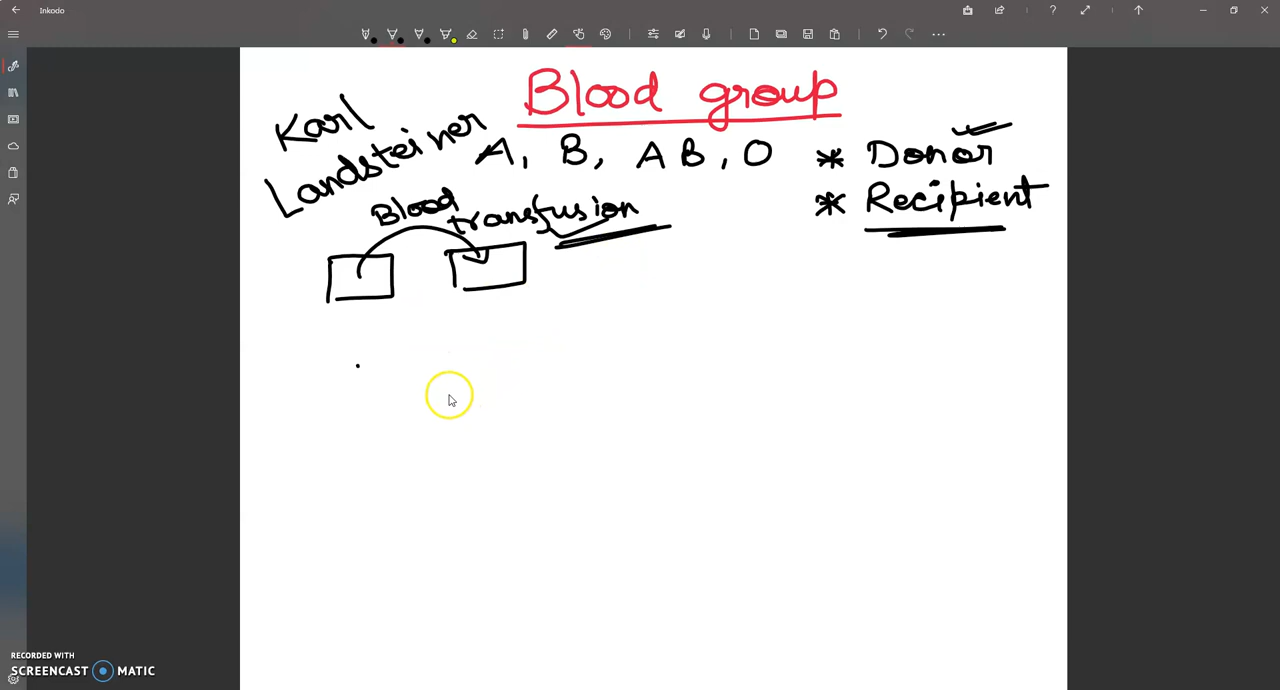 Inkodo
Blood group
Karl
Landsteiner
A, B, AB, O
* Donor
* Recipient
Blood
transfusion
RECORDED WITH
SCREENCAST MATIC